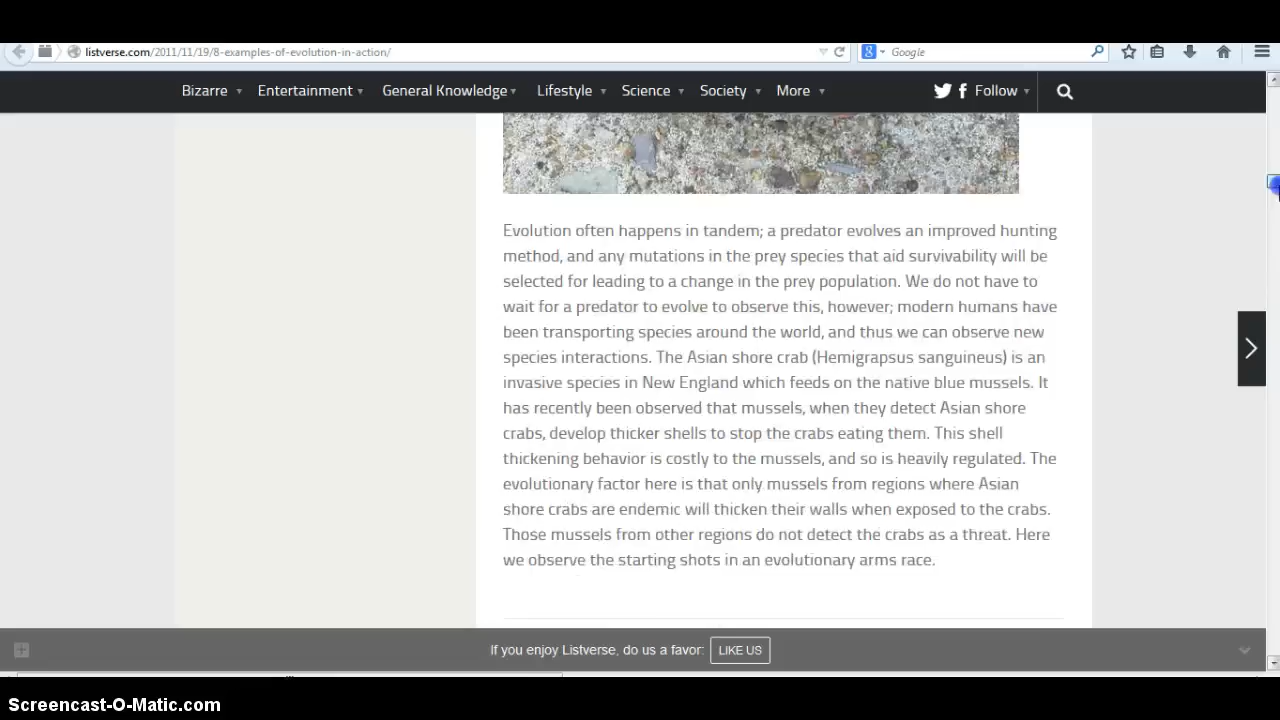 listverse.com/2011/11/19/8-examples-of-evolution-in-action/
Google
Bizarre Entertainment General Knowledge Lifestyle Science Society More Follow
Evolution often happens in tandem; a predator evolves an improved hunting
method, and any mutations in the prey species that aid survivability will be
selected for leading to a change in the prey population. We do not have to
wait for a predator to evolve to observe this, however; modern humans have
been transporting species around the world, and thus we can observe new
species interactions. The Asian shore crab (Hemigrapsus sanguineus) is an
invasive species in New England which feeds on the native blue mussels. It
has recently been observed that mussels, when they detect Asian shore
crabs, develop thicker shells to stop the crabs eating them. This shell
thickening behavior is costly to the mussels, and so is heavily regulated. The
evolutionary factor here is that only mussels from regions where Asian
shore crabs are endemic will thicken their walls when exposed to the crabs.
Those mussels from other regions do not detect the crabs as a threat. Here
we observe the starting shots in an evolutionary arms race.
If you enjoy Listverse, do us a favor: LIKE US
Screencast-O-Matic.com